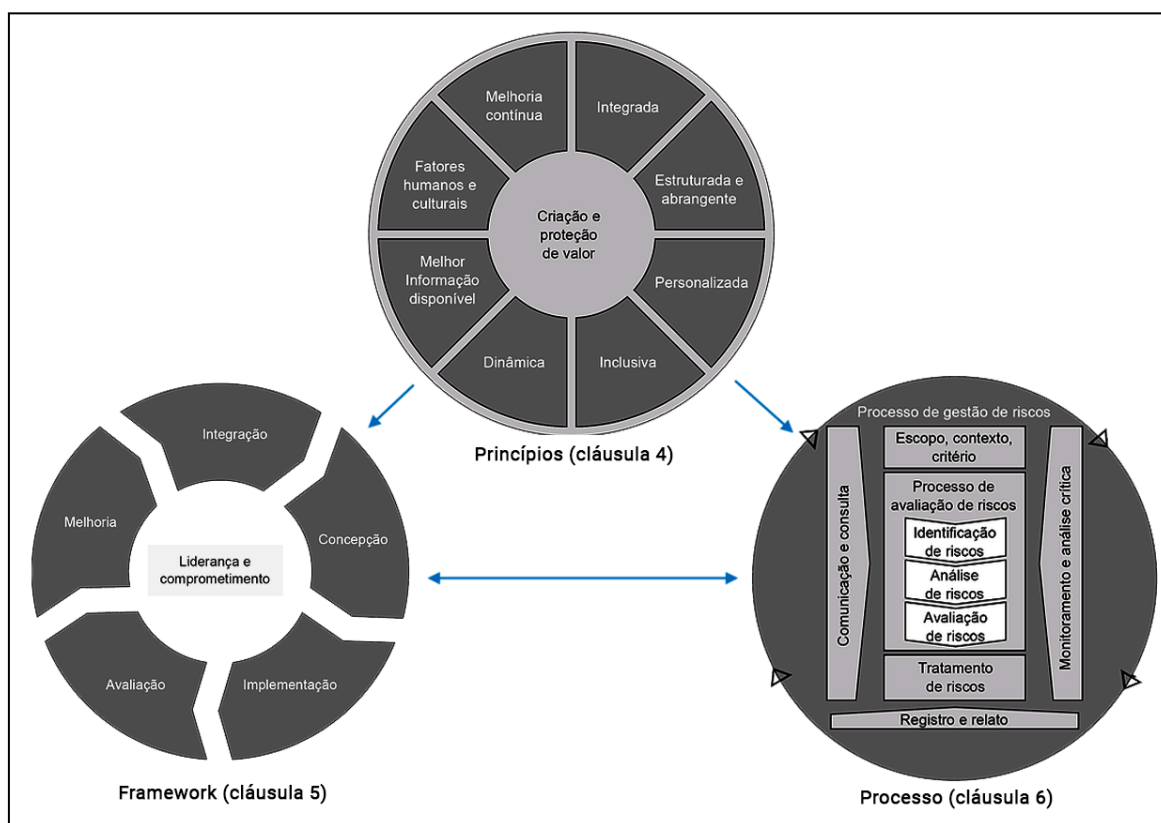 Melhoria
contínua
Integrada
Fatores
humanos e
culturais
Estruturada e
abrangente
Criação e
proteção
de valor
Melhor
Informação
disponível
Personalizada
Dinâmica
Inclusiva
Princípios (cláusula 4)
Integração
Melhoria
Concepção
Liderança e
comprometimento
Avaliação
Implementação
Framework (cláusula 5)
Processo de gestão de riscos
Escopo, contexto,
critério
Processo de
avaliação de riscos
Identificação
de riscos
Análise
de riscos
Avaliação
de riscos
Comunicação e consulta
Monitoramento e análise crítica
Tratamento
de riscos
Registro e relato
Processo (cláusula 6)